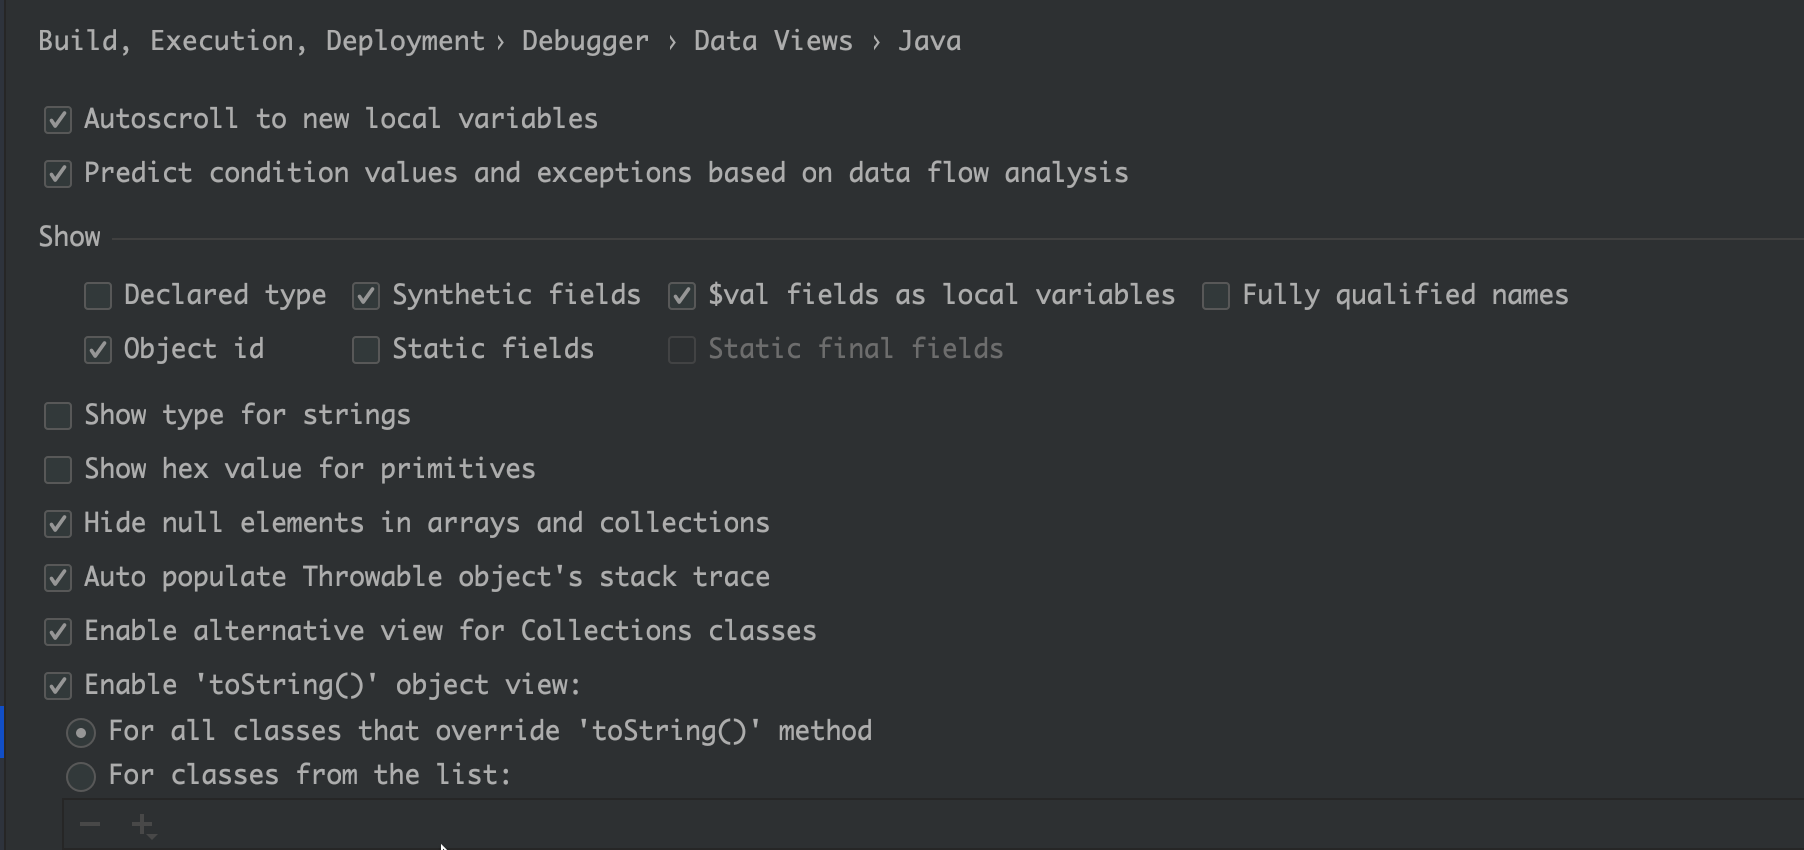 Build, Execution, Deployment › Debugger › Data Views › Java
Autoscroll to new local variables
Predict condition values and exceptions based on data flow analysis
Show
Declared type Synthetic fields $val fields as local variables Fully qualified names
Object id Static fields Static final fields
Show type for strings
Show hex value for primitives
Hide null elements in arrays and collections
Auto populate Throwable object's stack trace
Enable alternative view for Collections classes
Enable 'toString()' object view:
For all classes that override 'toString()' method
For classes from the list: